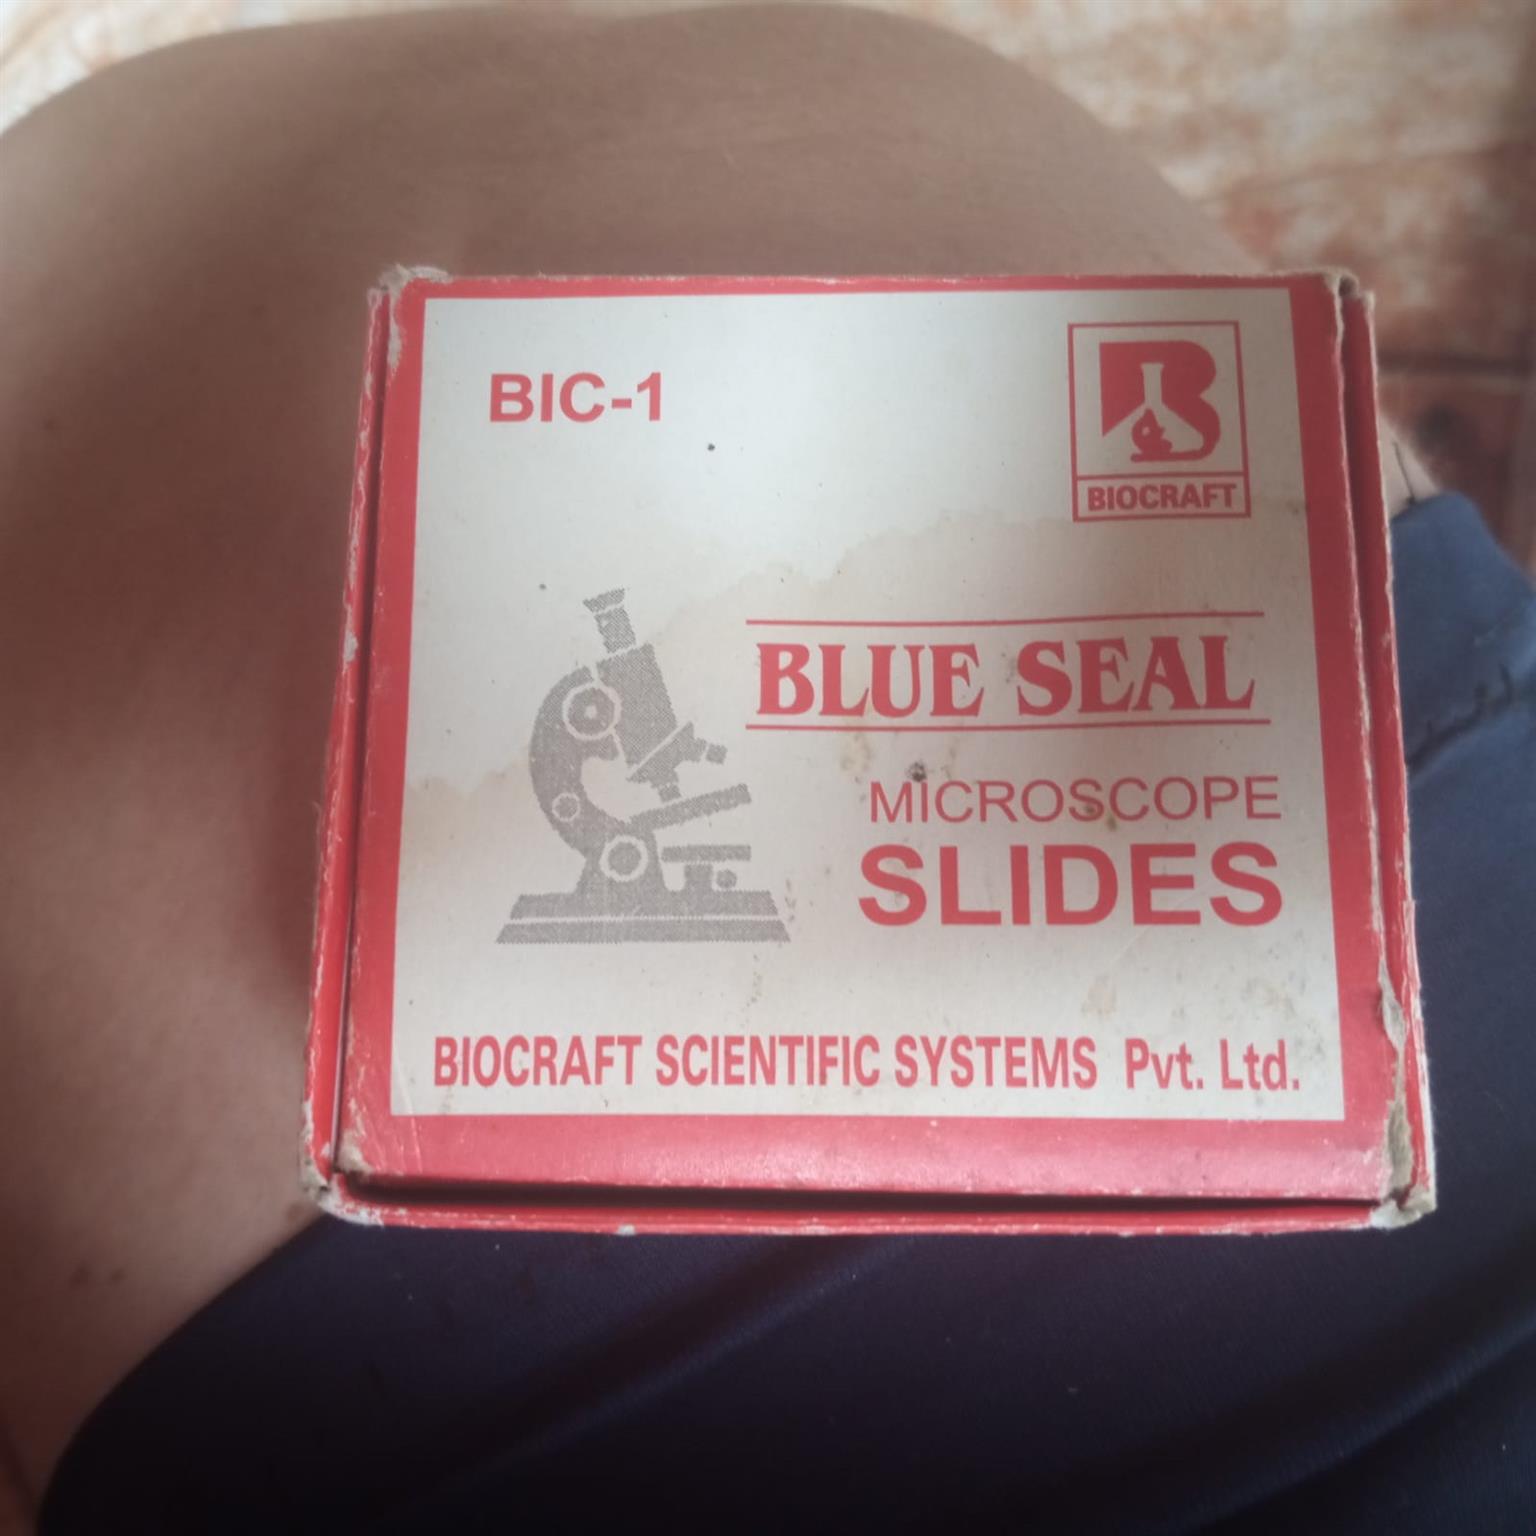 BIC-1
BIOCRAFT
BLUE SEAL
MICROSCOPE
SLIDES
BIOCRAFT SCIENTIFIC SYSTEMS Pvt. Ltd.